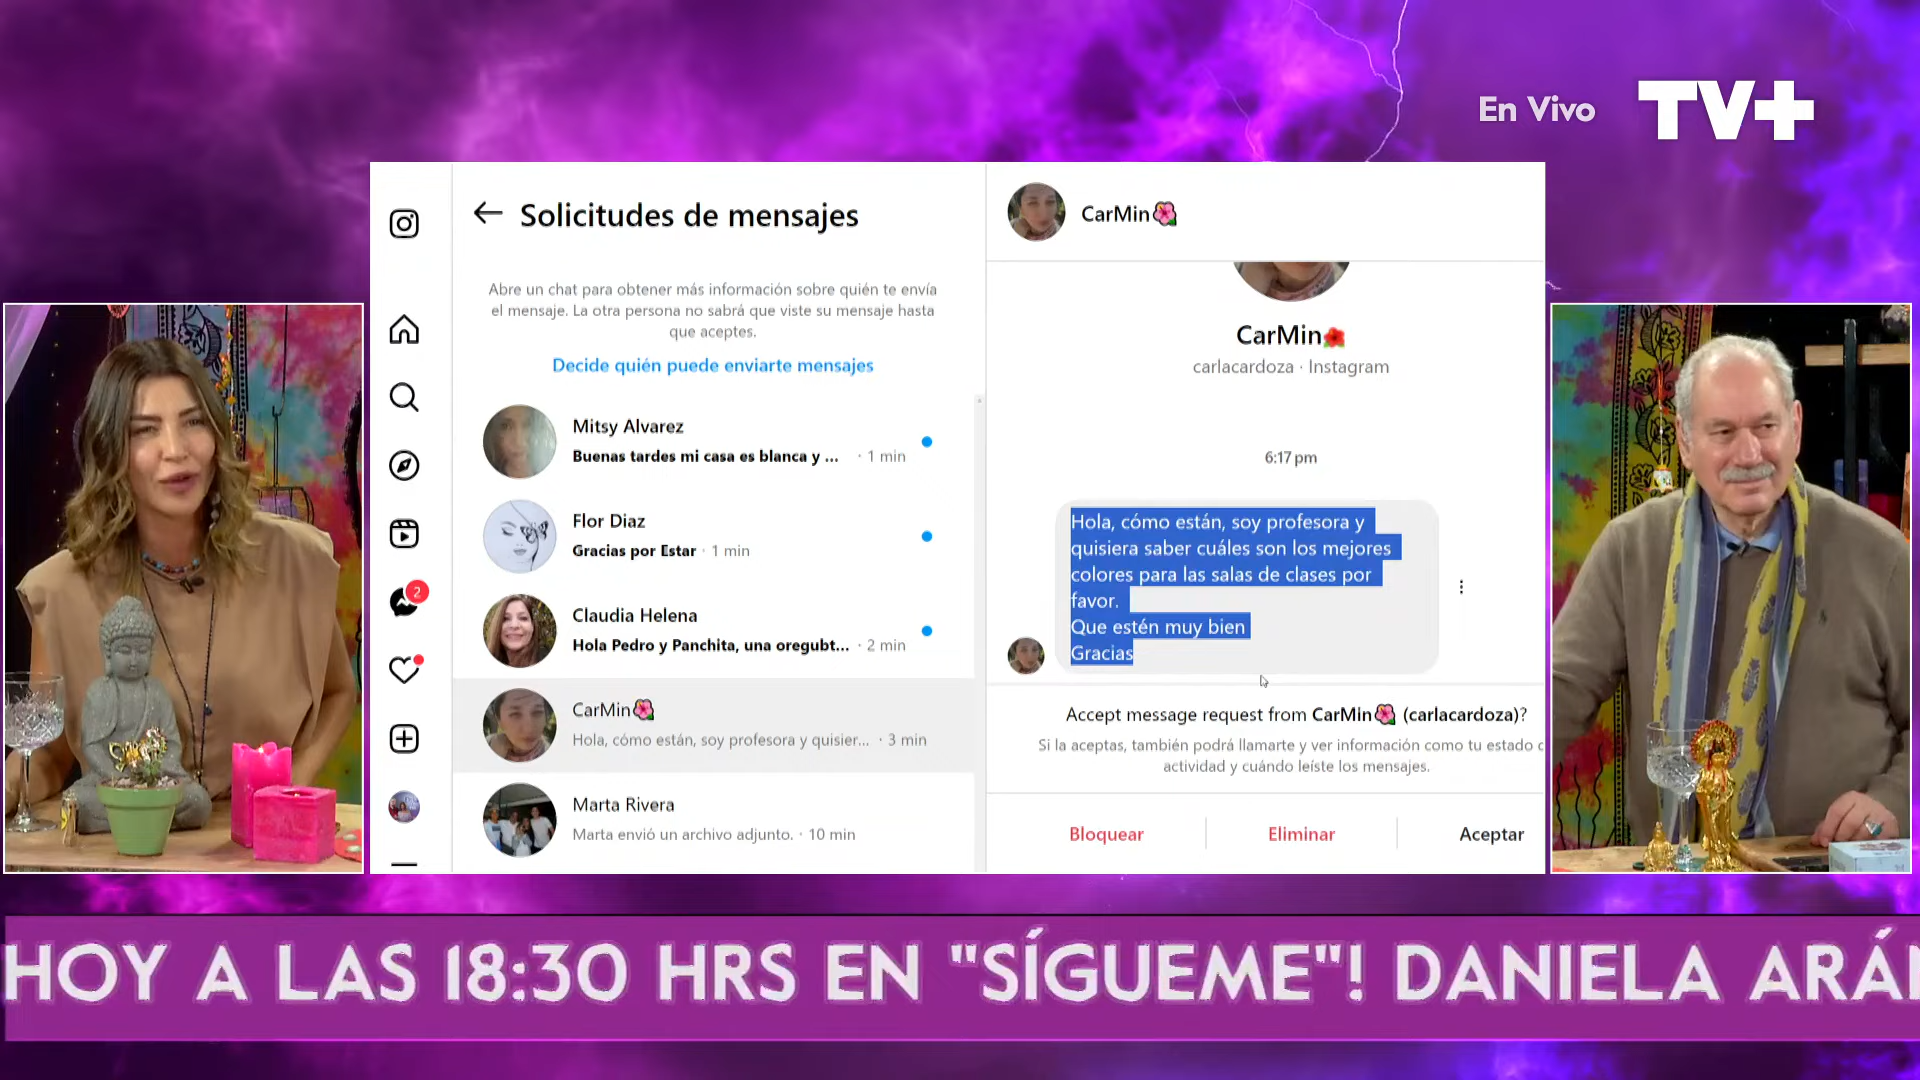 En Vivo TV+
Solicitudes de mensajes
Abre un chat para obtener más información sobre quién te envía
el mensaje. La otra persona no sabrá que viste su mensaje hasta
que aceptes.
Decide quién puede enviarte mensajes
Mitsy Alvarez
Buenas tardes mi casa es blanca y ... · 1 min
Flor Diaz
Gracias por Estar · 1 min
Claudia Helena
Hola Pedro y Panchita, una oregubt... · 2 min
CarMin🌺
Hola, cómo están, soy profesora y quisier... · 3 min
Marta Rivera
Marta envió un archivo adjunto. · 10 min
2
CarMin🌺
CarMin🌺
carlacardoza · Instagram
6:17 pm
Hola, cómo están, soy profesora y
quisiera saber cuáles son los mejores
colores para las salas de clases por
favor.
Que estén muy bien
Gracias
Accept message request from CarMin🌺 (carlacardoza)?
Si la aceptas, también podrá llamarte y ver información como tu estado
actividad y cuándo leíste los mensajes.
Bloquear Eliminar Aceptar
HOY A LAS 18:30 HRS EN "SÍGUEME"! DANIELA ARÁN